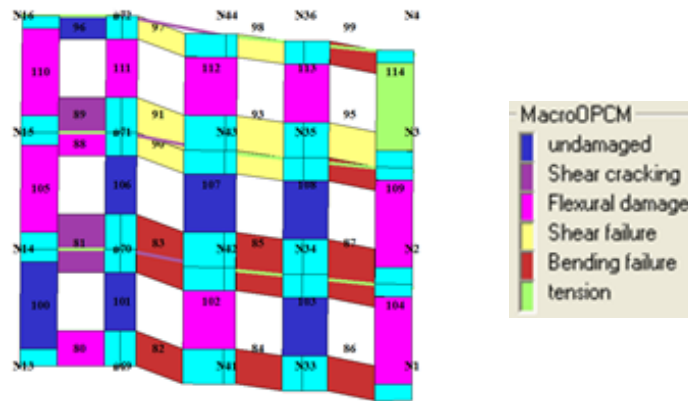 N16 96 n72 97 N44 98 N36 99 N4
110 111 112 113 114
89 91 93 95
N15 n71 N43 N35 N3
88 90
105 106 107 108 109
81 83 85 87
N14 n70 N42 N34 N2
100 101 102 103 104
80 82 84 86
N13 n69 N41 N33 N1
MacroOPCM
undamaged
Shear cracking
Flexural damage
Shear failure
Bending failure
tension